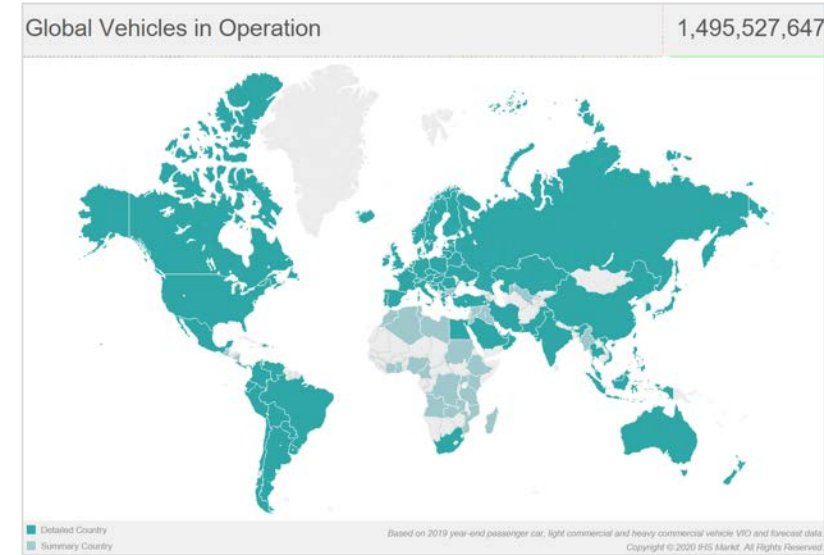 Global Vehicles in Operation
1,495,527,647
Detailed Country
Summary Country
Based on 2019 year-end passenger car, light commercial and heavy commercial vehicle VIO and forecast data
Copyright © 2020 IHS Markit. All Rights Reserved